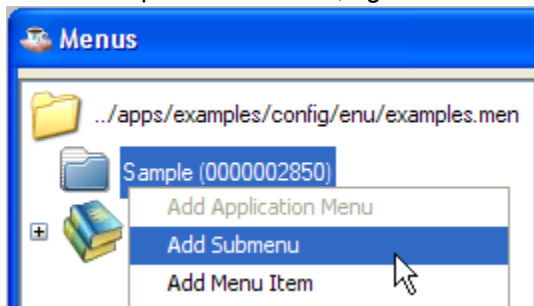 Menus
../apps/examples/config/enu/examples.men
Sample (0000002850)
Add Application Menu
Add Submenu
Add Menu Item